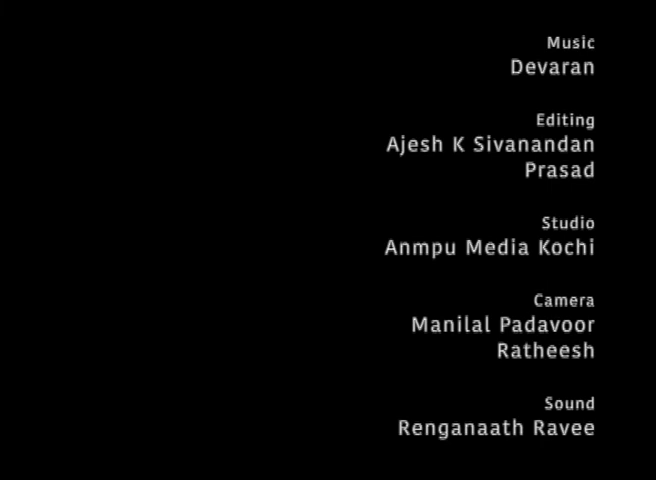 Music
Devaran
Editing
Ajesh K Sivanandan
Prasad
Studio
Anmpu Media Kochi
Camera
Manilal Padavoor
Ratheesh
Sound
Renganaath Ravee